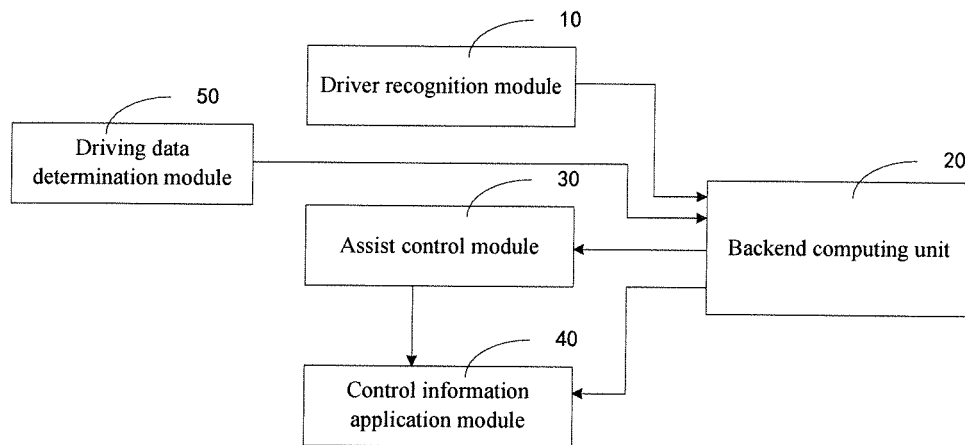 10
Driver recognition module
50
Driving data
determination module
20
Backend computing unit
30
Assist control module
40
Control information
application module